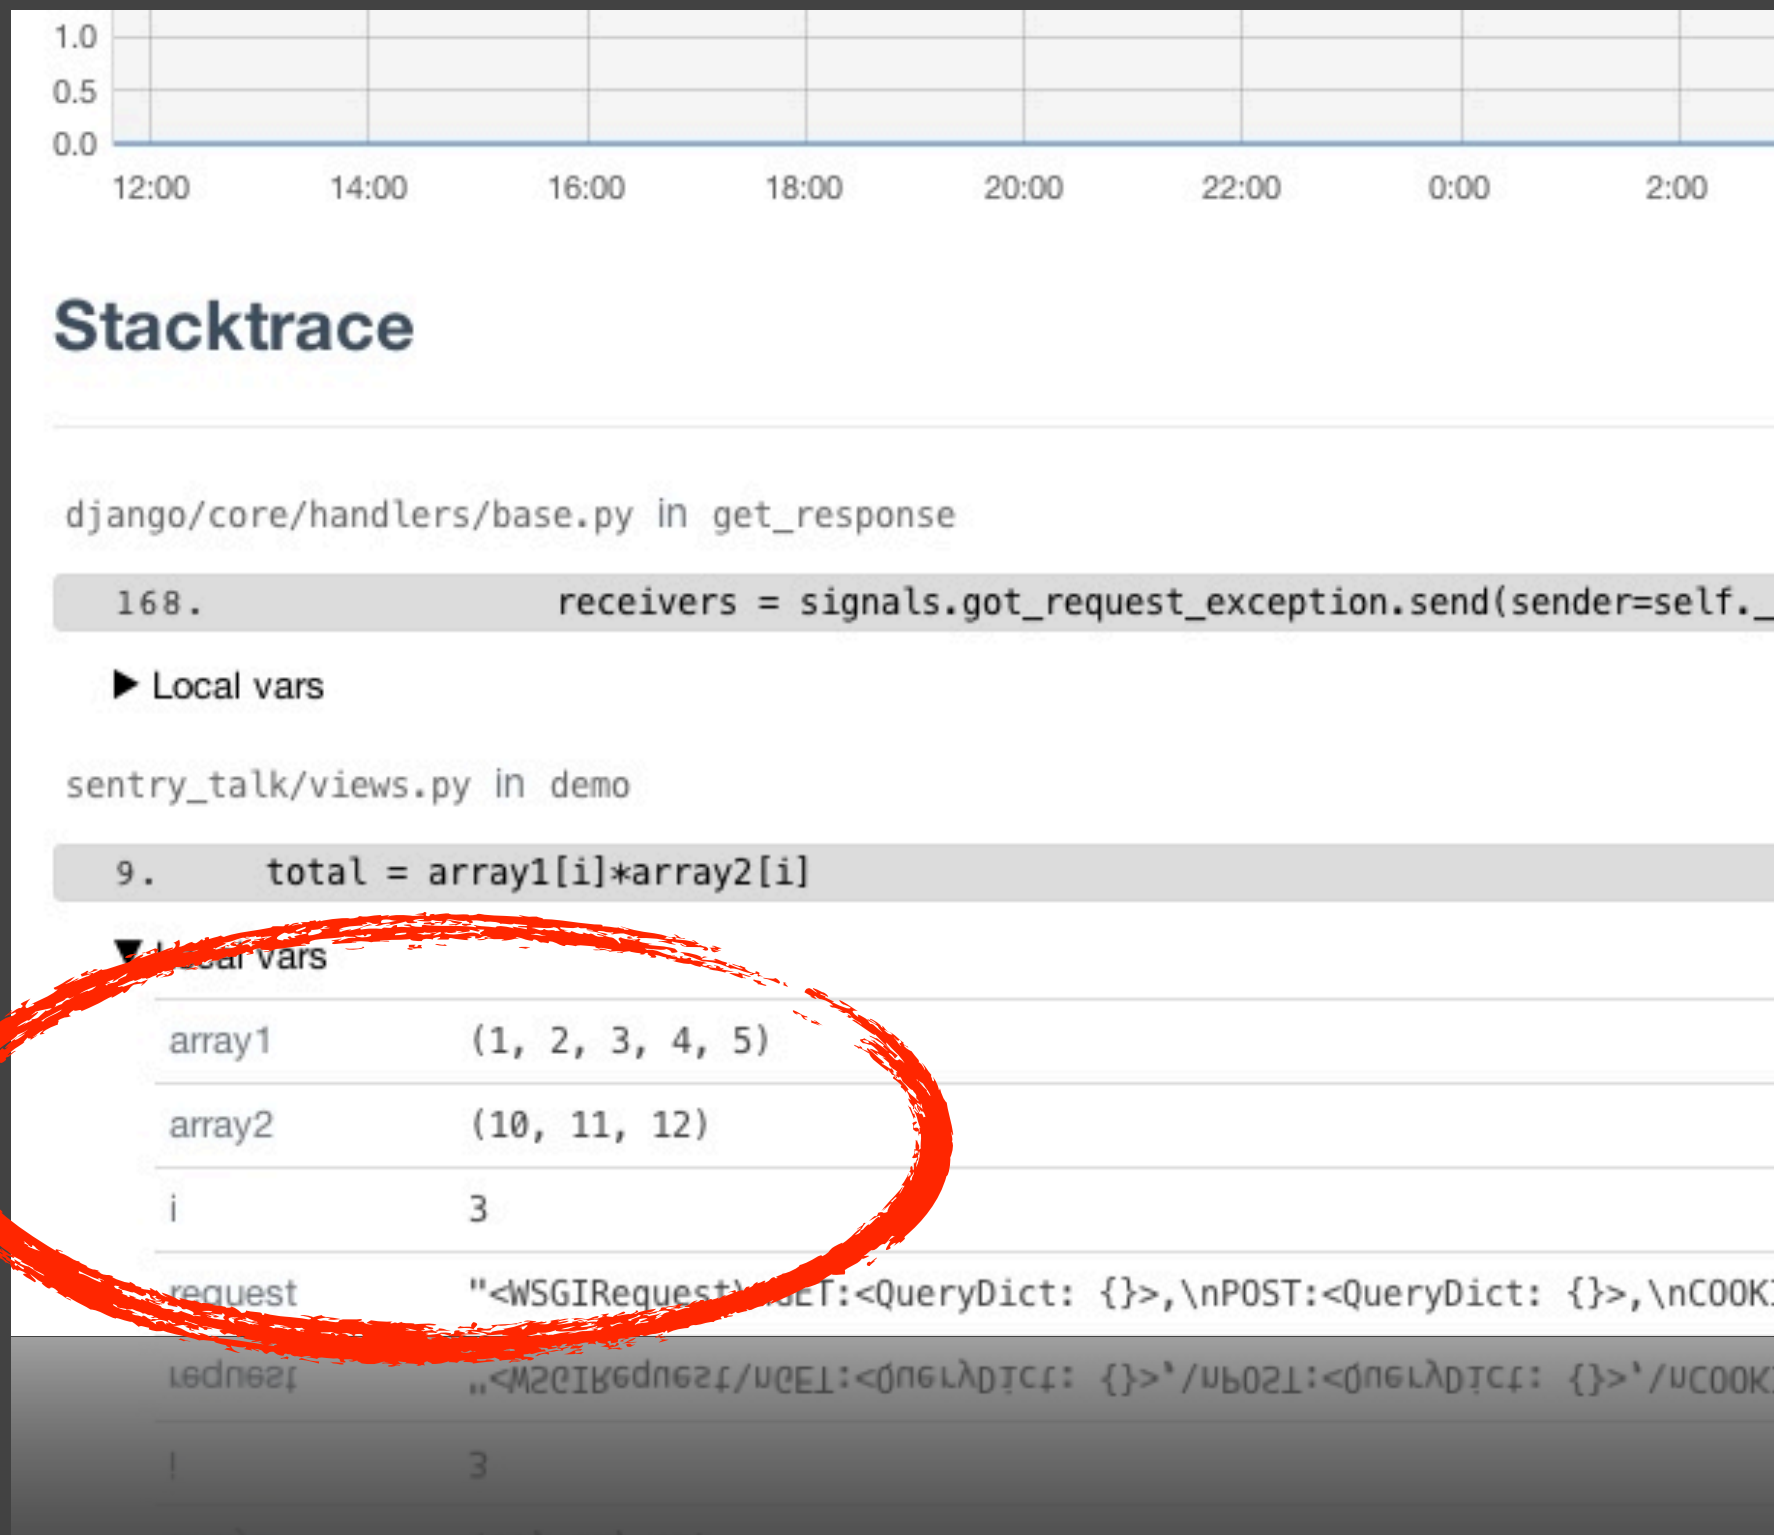 1.0
0.5
0.0
12:00 14:00 16:00 18:00 20:00 22:00 0:00 2:00
Stacktrace
django/core/handlers/base.py in get_response
168. receivers = signals.got_request_exception.send(sender=self._
▶ Local vars
sentry_talk/views.py in demo
9. total = array1[i]*array2[i]
▼ Local vars
array1 (1, 2, 3, 4, 5)
array2 (10, 11, 12)
i 3
request "<WSGIRequest\nGET:<QueryDict: {}>,\nPOST:<QueryDict: {}>,\nCOOKI